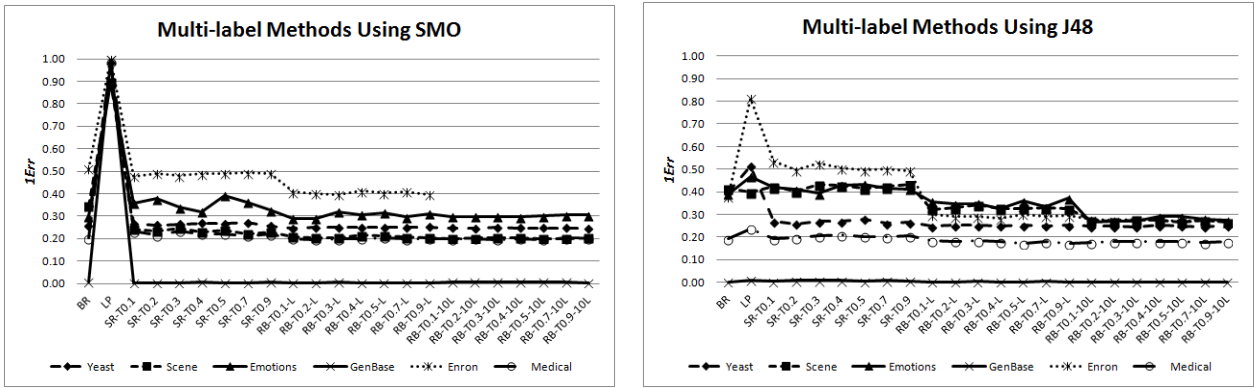 Multi-label Methods Using SMO
1.00
0.90
0.80
0.70
0.60
0.50
0.40
0.30
0.20
0.10
0.00
1Err
BR
LP
SR-T0.1
SR-T0.2
SR-T0.3
SR-T0.4
SR-T0.5
SR-T0.7
SR-T0.9
RB-T0.1-L
RB-T0.2-L
RB-T0.3-L
RB-T0.4-L
RB-T0.5-L
RB-T0.7-L
RB-T0.9-L
RB-T0.1-10L
RB-T0.2-10L
RB-T0.3-10L
RB-T0.4-10L
RB-T0.5-10L
RB-T0.7-10L
RB-T0.9-10L
Yeast Scene Emotions GenBase Enron Medical
Multi-label Methods Using J48
1.00
0.90
0.80
0.70
0.60
0.50
0.40
0.30
0.20
0.10
0.00
1Err
BR
LP
SR-T0.1
SR-T0.2
SR-T0.3
SR-T0.4
SR-T0.5
SR-T0.7
SR-T0.9
RB-T0.1-L
RB-T0.2-L
RB-T0.3-L
RB-T0.4-L
RB-T0.5-L
RB-T0.7-L
RB-T0.9-L
RB-T0.1-10L
RB-T0.2-10L
RB-T0.3-10L
RB-T0.4-10L
RB-T0.5-10L
RB-T0.7-10L
RB-T0.9-10L
Yeast Scene Emotions GenBase Enron Medical